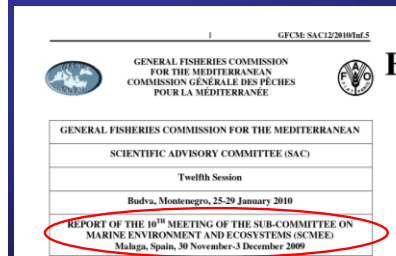 1 GFCM: SAC12/2010/Inf.5
GENERAL FISHERIES COMMISSION
FOR THE MEDITERRANEAN
COMMISSION GÉNÉRALE DES PÊCHES
POUR LA MÉDITERRANÉE
GENERAL FISHERIES COMMISSION FOR THE MEDITERRANEAN
SCIENTIFIC ADVISORY COMMITTEE (SAC)
Twelfth Session
Budva, Montenegro, 25-29 January 2010
REPORT OF THE 10TH MEETING OF THE SUB-COMMITTEE ON
MARINE ENVIRONMENT AND ECOSYSTEMS (SCMEE)
Malaga, Spain, 30 November-3 December 2009